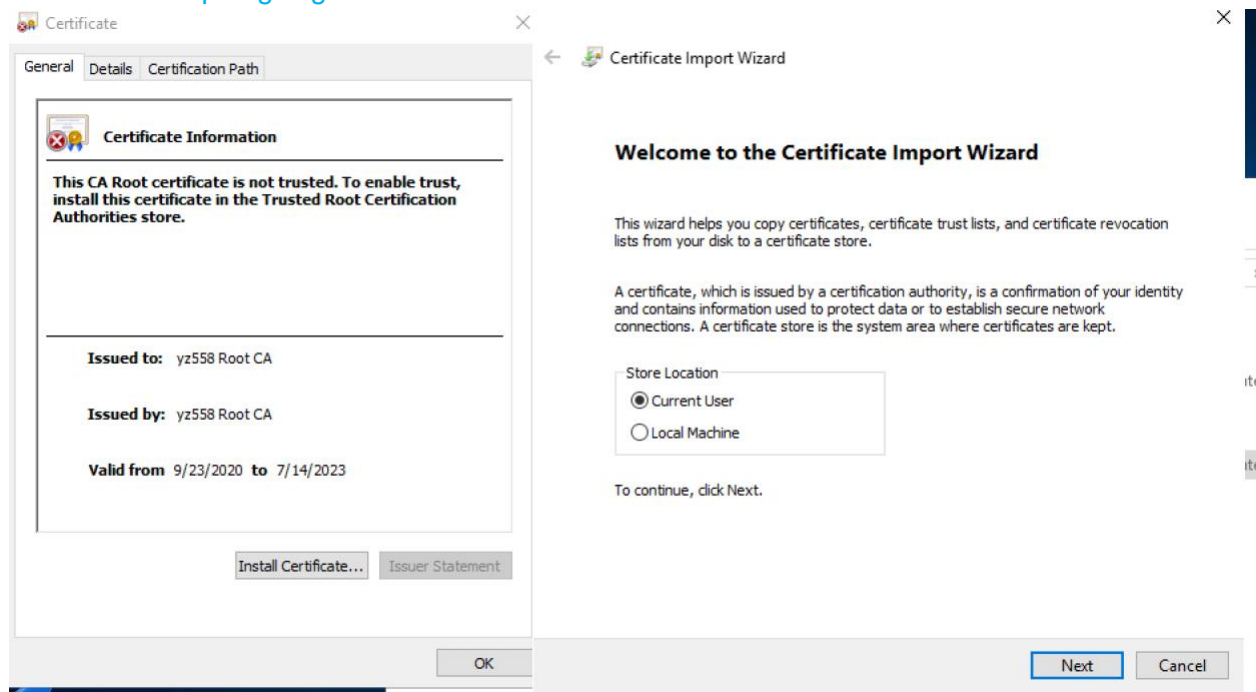 Certificate
General Details Certification Path
Certificate Information
This CA Root certificate is not trusted. To enable trust,
install this certificate in the Trusted Root Certification
Authorities store.
Issued to: yz558 Root CA
Issued by: yz558 Root CA
Valid from 9/23/2020 to 7/14/2023
Install Certificate... Issuer Statement
OK
Certificate Import Wizard
Welcome to the Certificate Import Wizard
This wizard helps you copy certificates, certificate trust lists, and certificate revocation
lists from your disk to a certificate store.
A certificate, which is issued by a certification authority, is a confirmation of your identity
and contains information used to protect data or to establish secure network
connections. A certificate store is the system area where certificates are kept.
Store Location
Current User
Local Machine
To continue, click Next.
Next Cancel